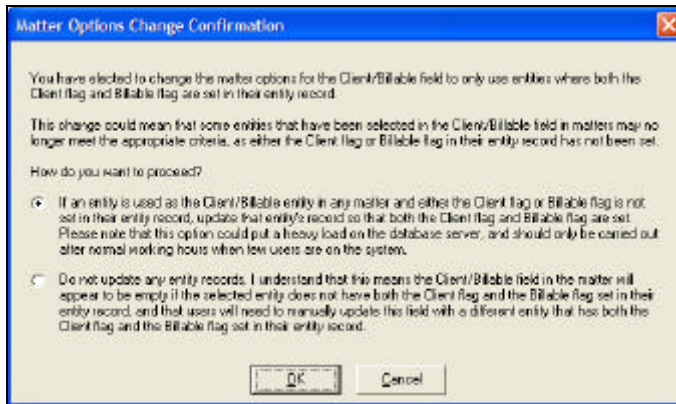 Matter Options Change Confirmation
You have elected to change the matter options for the Client/Billable field to only use entities where both the
Client flag and Billable flag are set in their entity record.
This change could mean that some entities that have been selected in the Client/Billable field in matters may no
longer meet the appropriate criteria, as either the Client flag or Billable flag in their entity record has not been set.
How do you want to proceed?
If an entity is used as the Client/Billable entity in any matter and either the Client flag or Billable flag is not
set in their entity record, update that entity's record so that both the Client flag and Billable flag are set.
Please note that this option could put a heavy load on the database server, and should only be carried out
after normal working hours when few users are on the system.
Do not update any entity records. I understand that this means the Client/Billable field in the matter will
appear to be empty if the selected entity does not have both the Client flag and the Billable flag set in their
entity record, and that users will need to manually update this field with a different entity that has both the
Client flag and the Billable flag set in their entity record.
OK Cancel